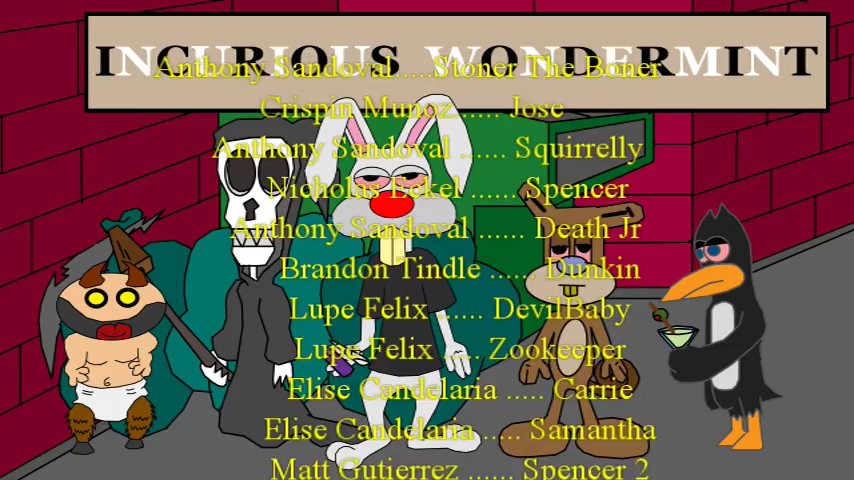 INCURIOUS WONDERMINT
Anthony Sandoval.....Stoner The Boner
Crispin Munoz ...... Jose
Anthony Sandoval ...... Squirrelly
Nicholas Eckel ...... Spencer
Anthony Sandoval ...... Death Jr
Brandon Tindle ...... Dunkin
Lupe Felix ...... DevilBaby
Lupe Felix ..... Zookeeper
Elise Candelaria ..... Carrie
Elise Candelaria ..... Samantha
Matt Gutierrez ...... Spencer 2